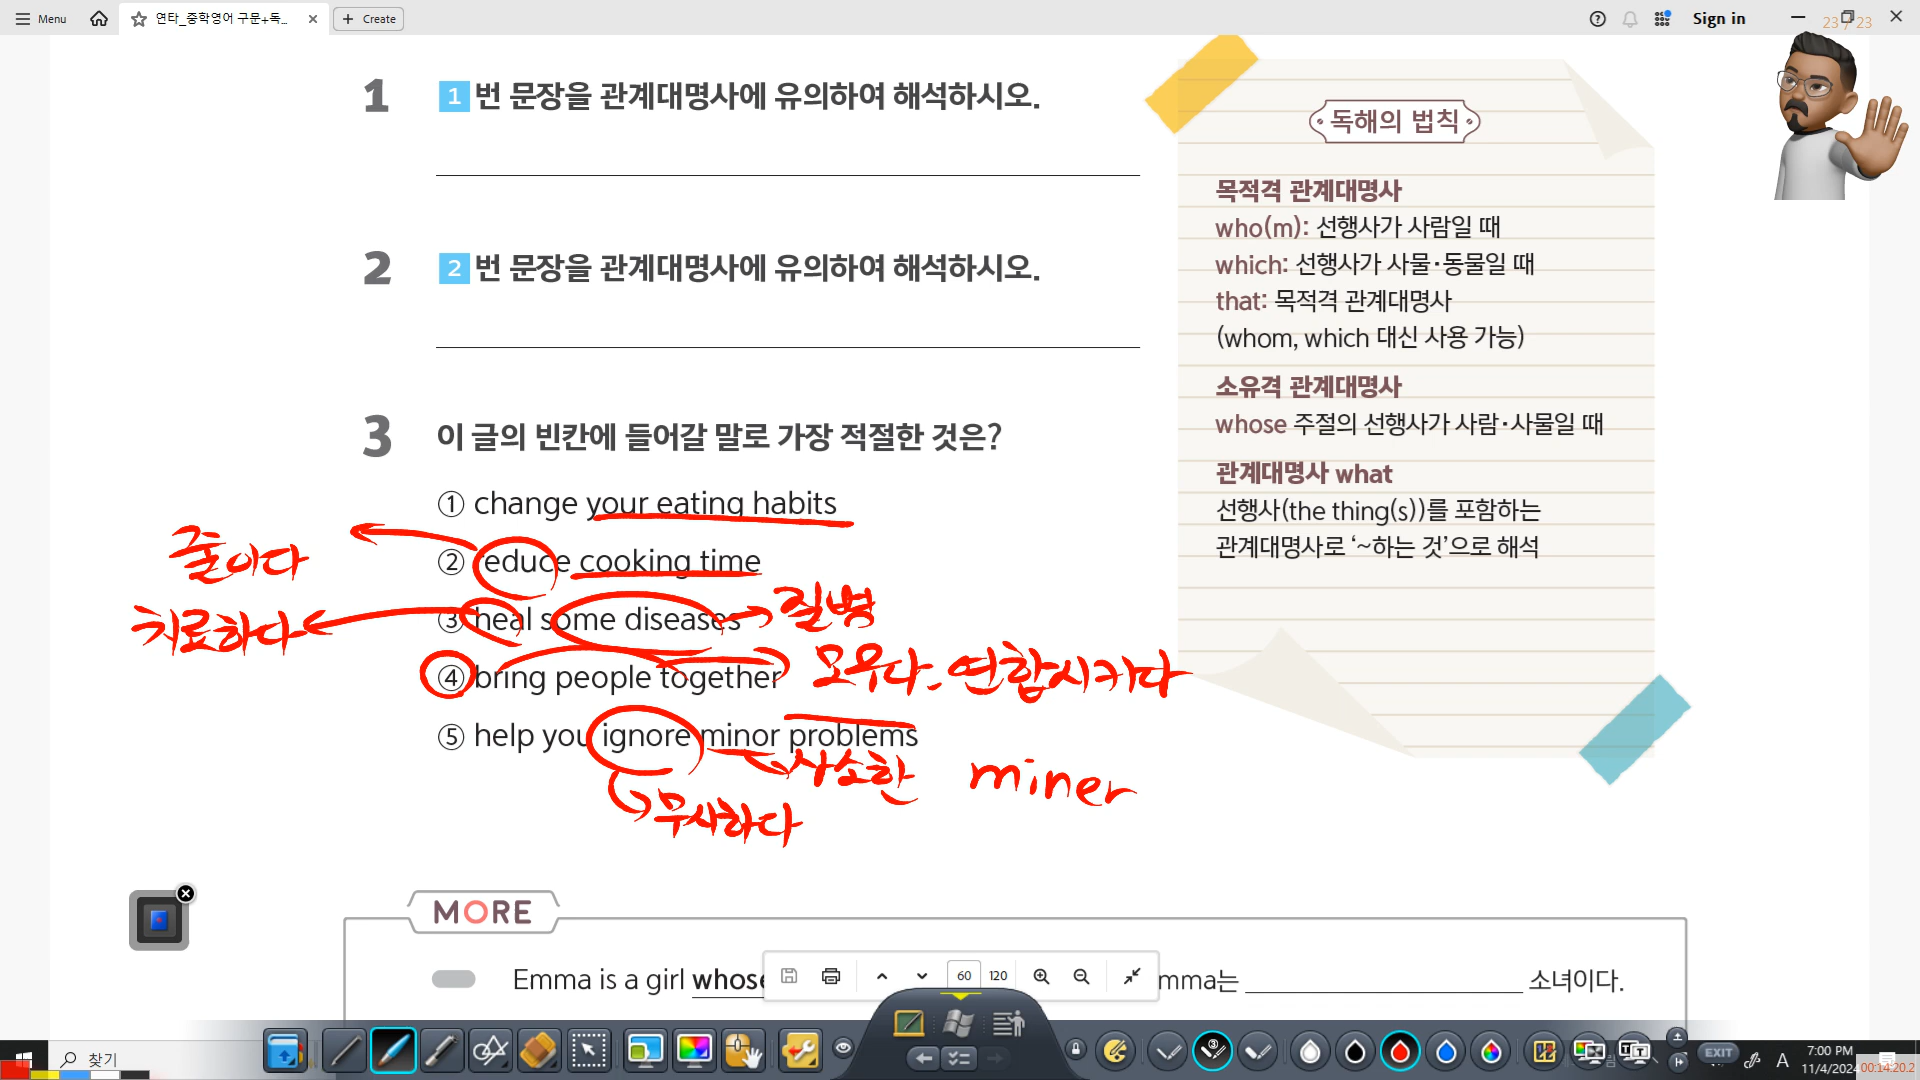 Menu
연타_중학영어 구문+독...
Create
Sign in
23 / 23
1
1 번 문장을 관계대명사에 유의하여 해석하시오.
2
2 번 문장을 관계대명사에 유의하여 해석하시오.
3
이 글의 빈칸에 들어갈 말로 가장 적절한 것은?
① change your eating habits
② reduce cooking time
줄이다
③ heal some diseases
치료하다
질병
④ bring people together
모우다. 연합시키다
⑤ help you ignore minor problems
사소한
miner
무시하다
독해의 법칙
목적격 관계대명사
who(m): 선행사가 사람일 때
which: 선행사가 사물·동물일 때
that: 목적격 관계대명사
(whom, which 대신 사용 가능)
소유격 관계대명사
whose 주절의 선행사가 사람·사물일 때
관계대명사 what
선행사(the thing(s))를 포함하는
관계대명사로 '~하는 것'으로 해석
MORE
Emma is a girl whose
mma는 소녀이다.
60
120
찾기
EXIT
A
7:00 PM
11/4/2024
00:14:20.2